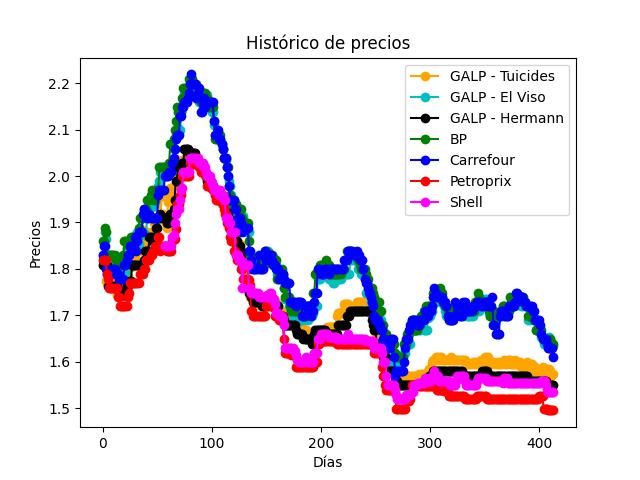 Histórico de precios
GALP - Tuicides
GALP - El Viso
GALP - Hermann
BP
Carrefour
Petroprix
Shell
Precios
2.2
2.1
2.0
1.9
1.8
1.7
1.6
1.5
0 100 200 300 400
Días